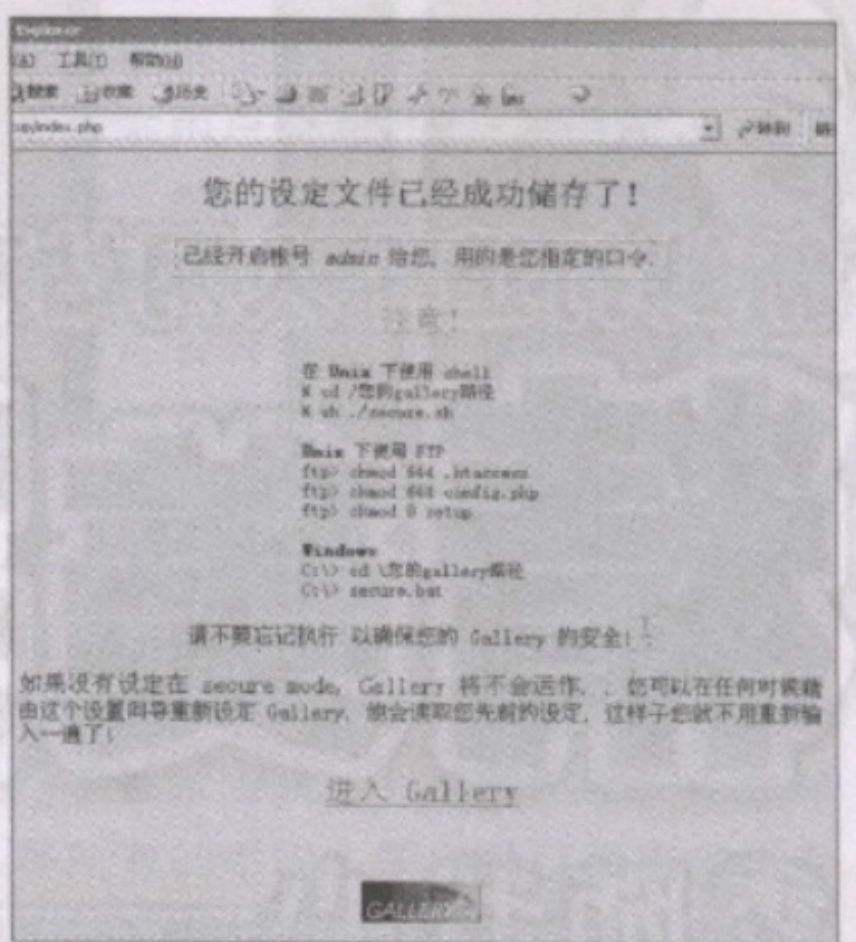 Explorer
(A) 工具(T) 帮助(H)
搜索 收藏 历史
up/index.php
转到
您的设定文件已经成功储存了!
已经开启帐号 admin 给您, 用的是您指定的口令.
注意!
在 Unix 下使用 shell
% cd /您的gallery路径
% sh ./secure.sh
Unix 下使用 FTP
ftp> chmod 644 .htaccess
ftp> chmod 644 config.php
ftp> chmod 0 setup
Windows
C:\> cd \您的gallery路径
C:\> secure.bat
请不要忘记执行 以确保您的 Gallery 的安全!
如果没有设定在 secure mode, Gallery 将不会运作. . 您可以在任何时候藉
由这个设置向导重新设定 Gallery, 他会读取您先前的设定, 这样子您就不用重新输
入一遍了!
进入 Gallery
GALLERY